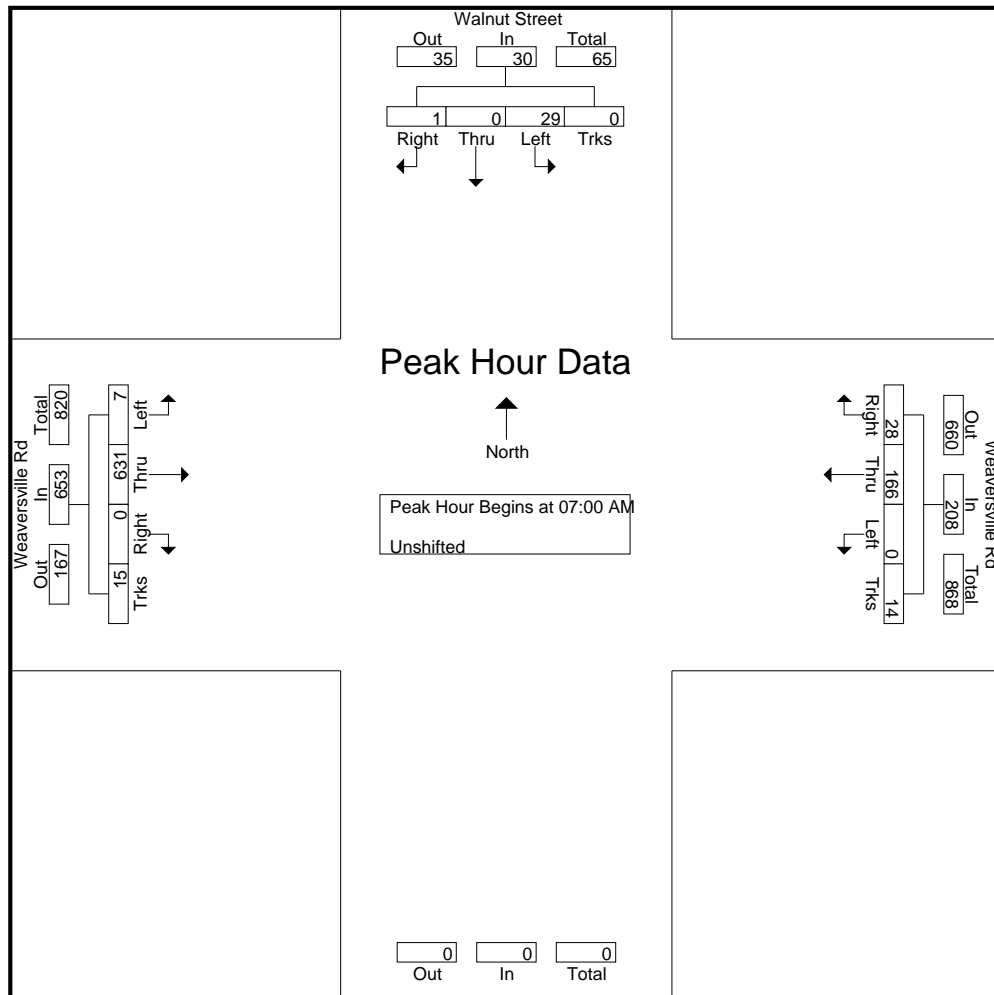 Walnut Street
Out In Total
35 30 65
1 0 29 0
Right Thru Left Trks
Peak Hour Data
North
Peak Hour Begins at 07:00 AM
Unshifted
Weaversville Rd
Out In Total
167 653 820
7 631 0 15
Left Thru Right Trks
Weaversville Rd
Out In Total
660 208 868
28 166 0 14
Right Thru Left Trks
0 0 0
Out In Total